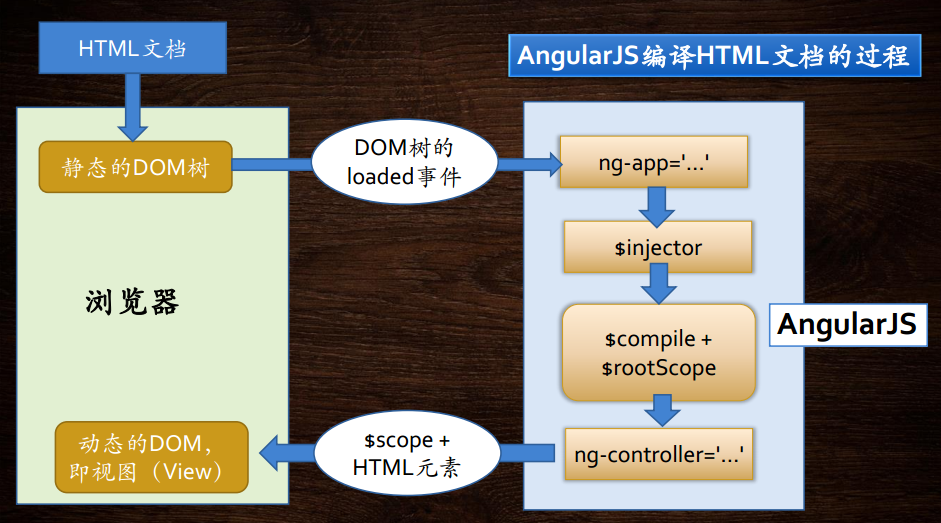 HTML文档
AngularJS编译HTML文档的过程
静态的DOM树
DOM树的
loaded事件
ng-app='...'
$injector
浏览器
$compile +
$rootScope
AngularJS
动态的DOM，
即视图（View）
$scope +
HTML元素
ng-controller='...'